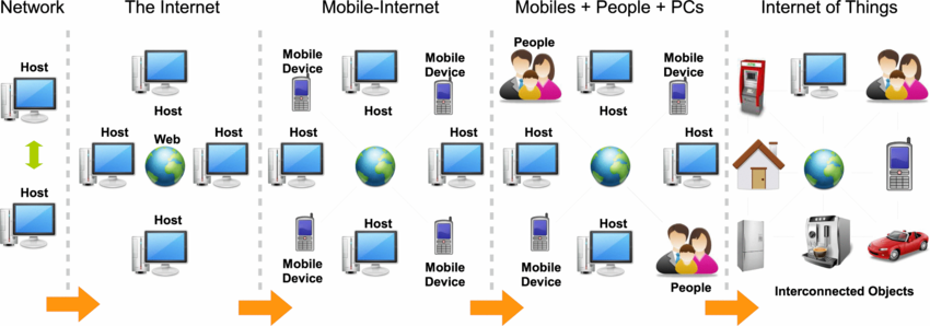 Network
The Internet
Mobile-Internet
Mobiles + People + PCs
Internet of Things
Host
Host
Host
Host
Web
Host
Host
Mobile
Device
Mobile
Device
Host
Host
Host
Mobile
Device
Host
Mobile
Device
People
Mobile
Device
Host
Host
Host
Mobile
Device
Host
People
Interconnected Objects